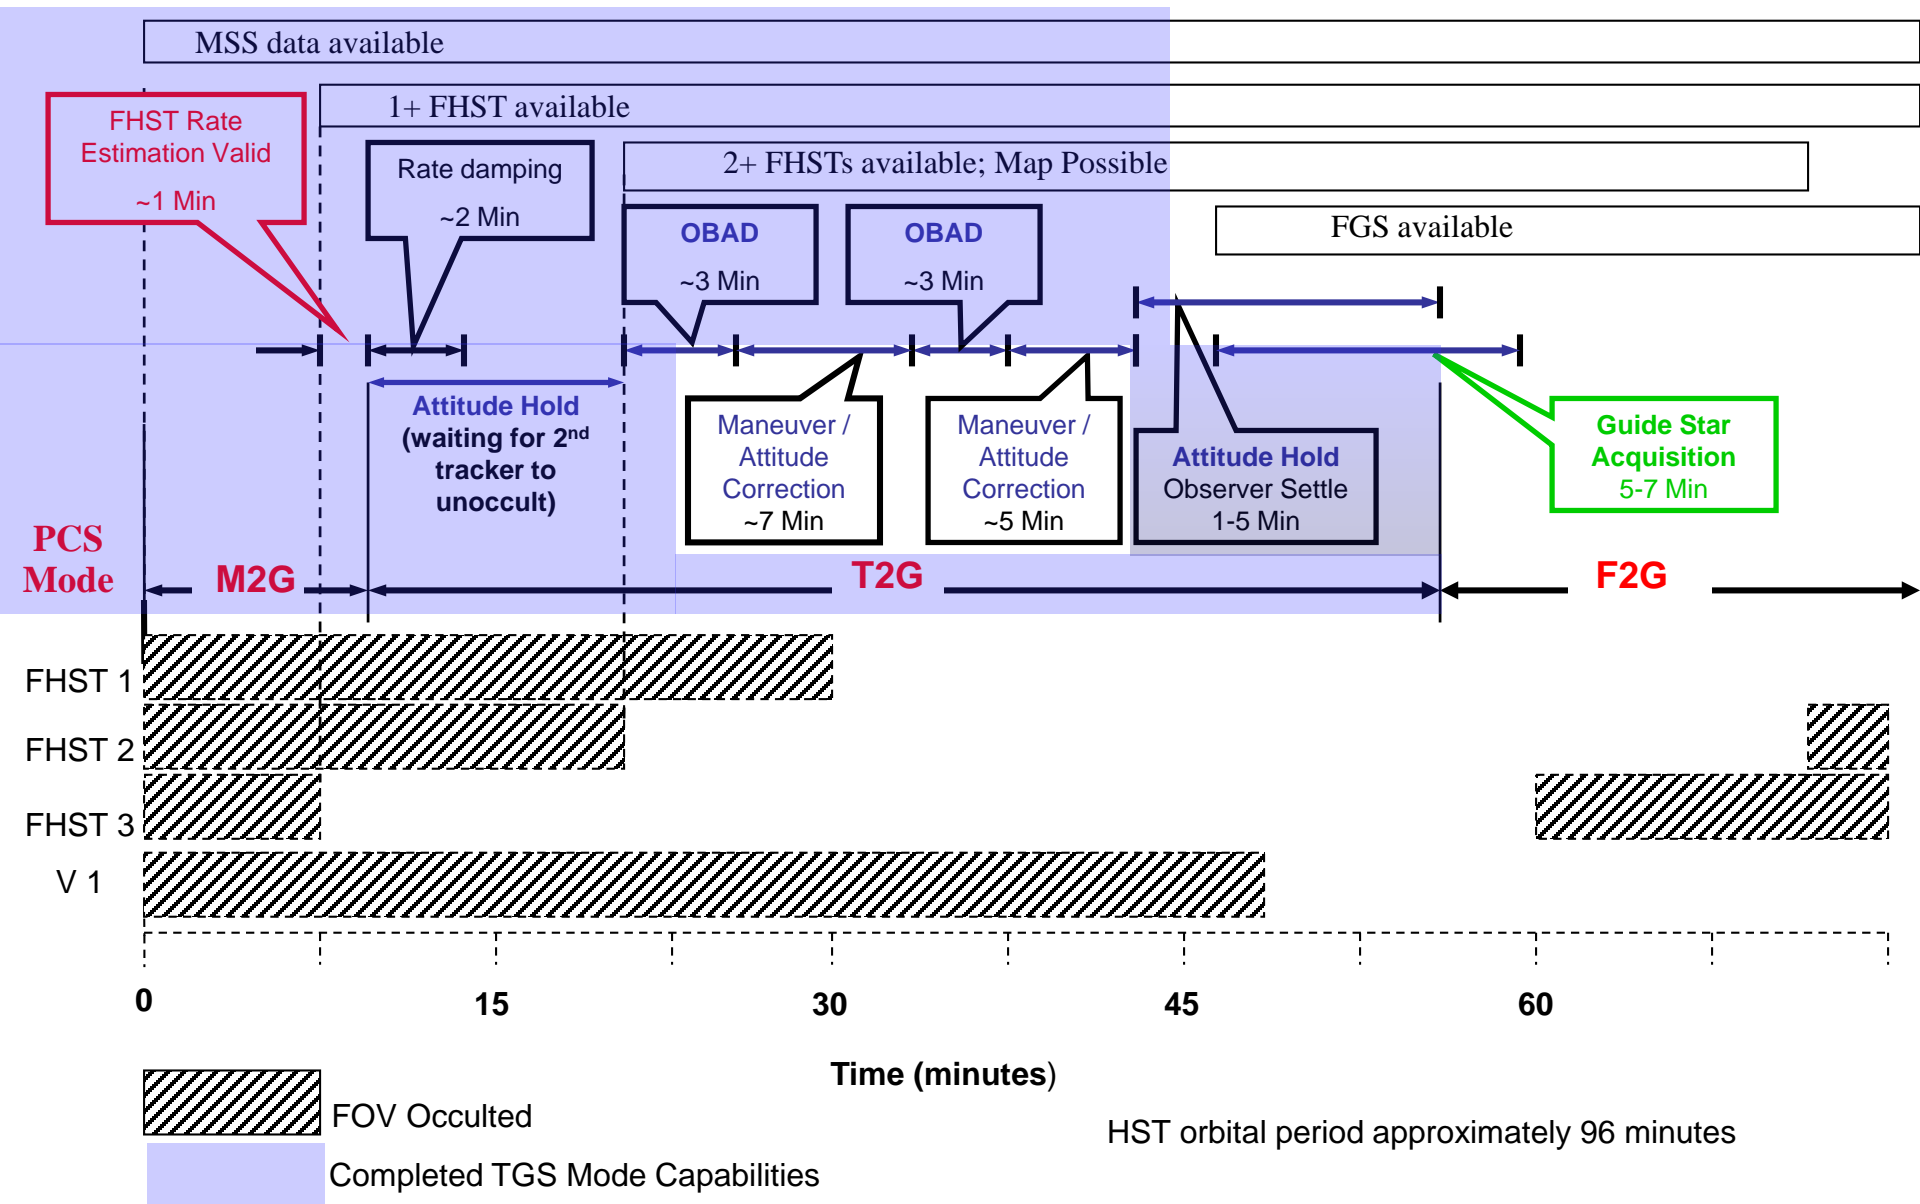 MSS data available
1+ FHST available
FHST Rate
Estimation Valid
~1 Min
Rate damping
~2 Min
2+ FHSTs available; Map Possible
OBAD
~3 Min
OBAD
~3 Min
FGS available
Attitude Hold
(waiting for 2nd
tracker to
unoccult)
Maneuver /
Attitude
Correction
~7 Min
Maneuver /
Attitude
Correction
~5 Min
Attitude Hold
Observer Settle
1-5 Min
Guide Star
Acquisition
5-7 Min
PCS
Mode
M2G
T2G
F2G
FHST 1
FHST 2
FHST 3
V 1
0
15
30
45
60
Time (minutes)
FOV Occulted
HST orbital period approximately 96 minutes
Completed TGS Mode Capabilities